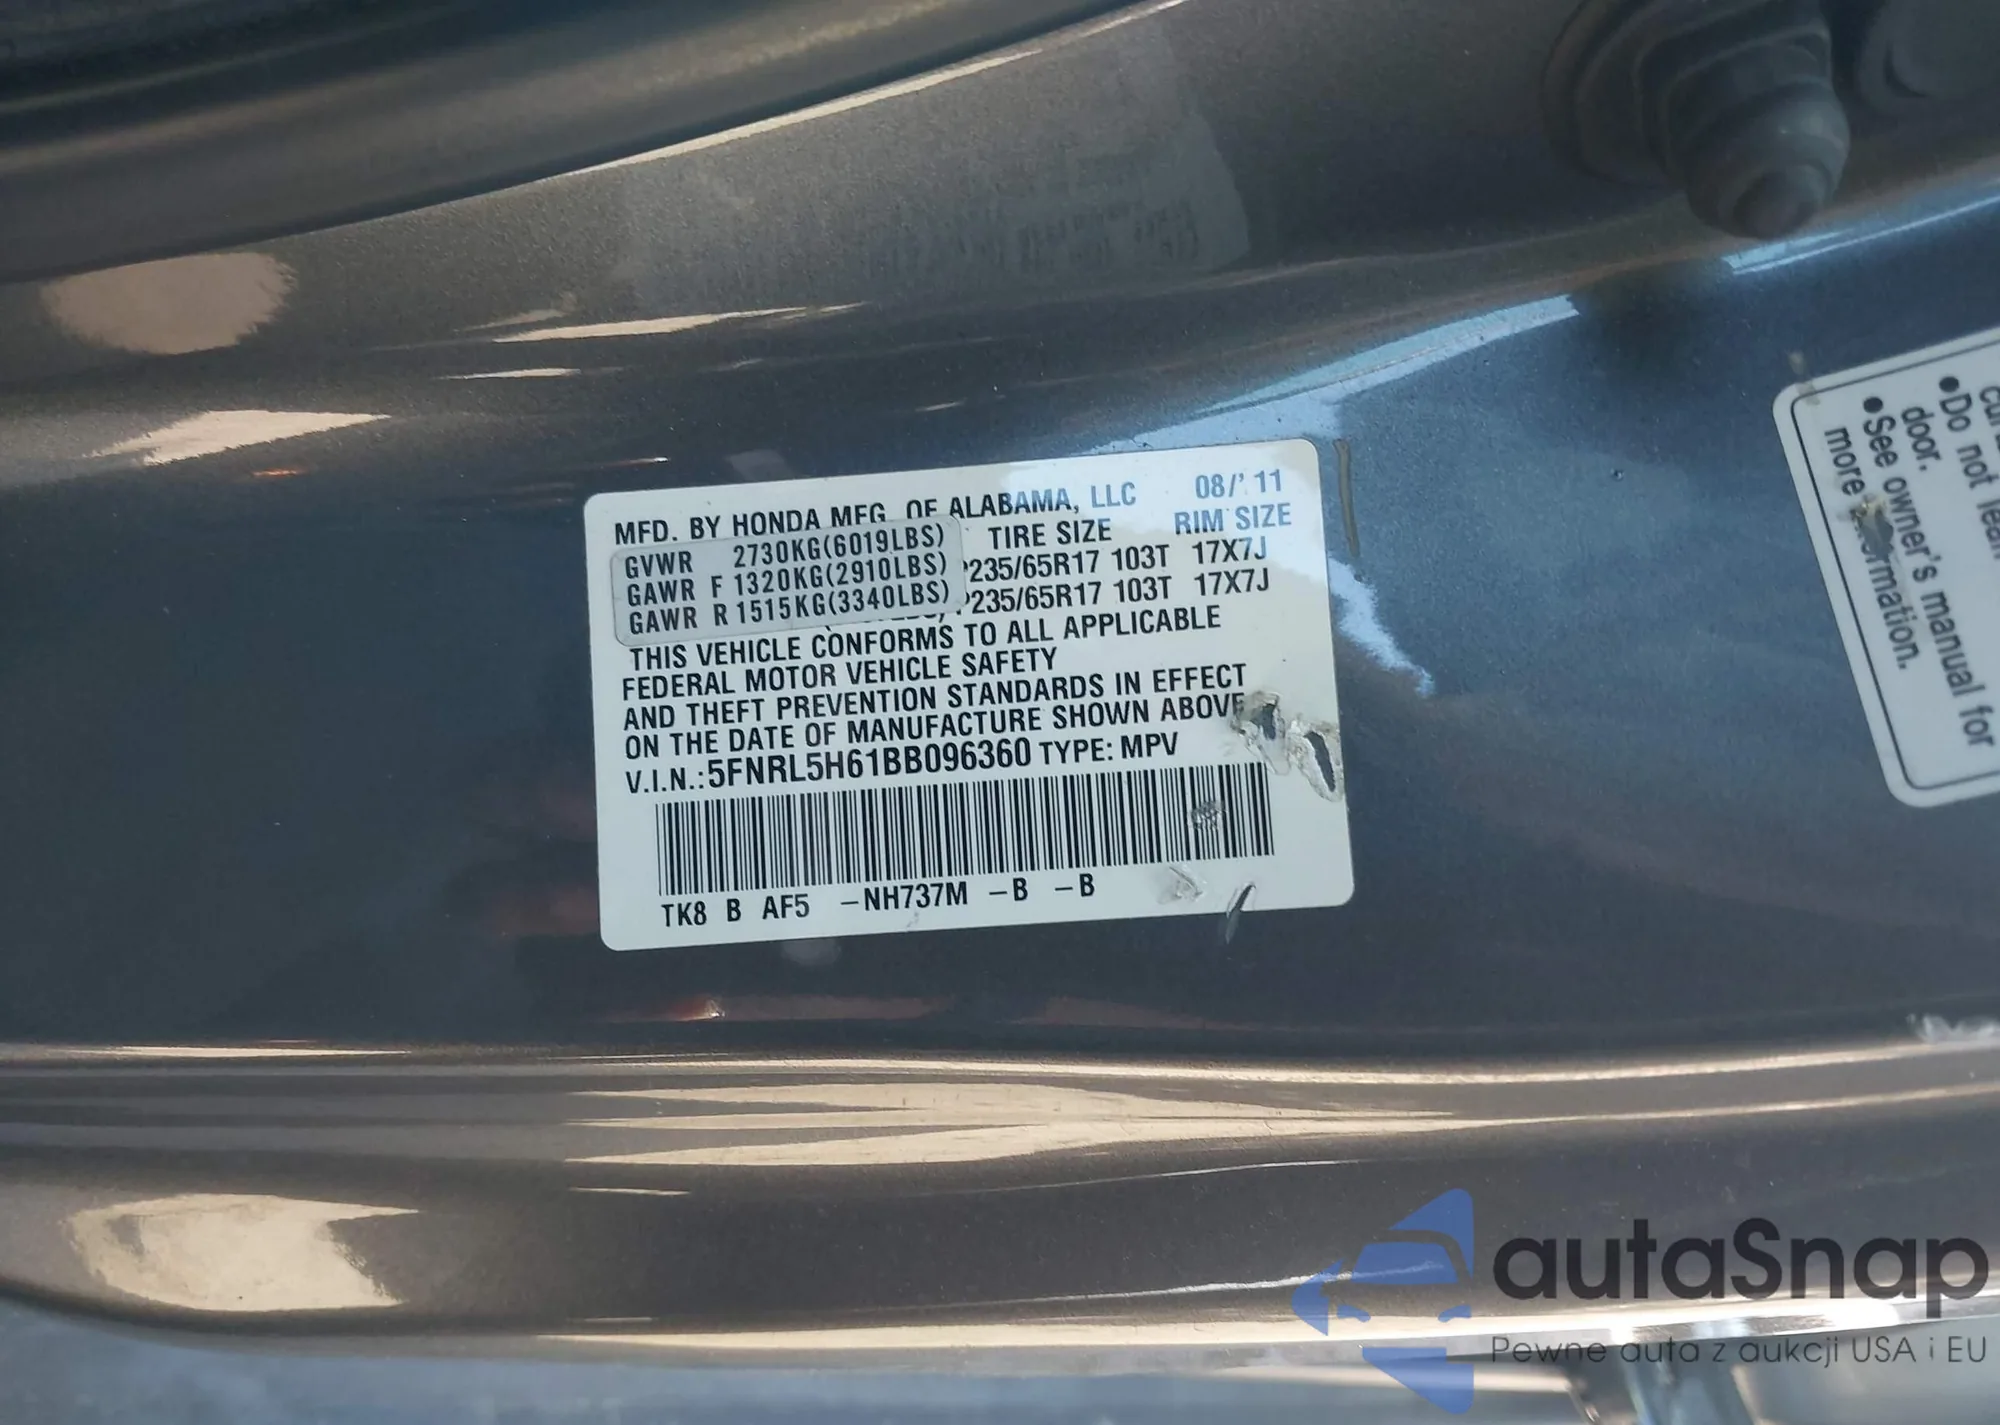 MFD. BY HONDA MFG. OF ALABAMA, LLC 08/'11
TIRE SIZE RIM SIZE
GVWR 2730KG(6019LBS)
GAWR F 1320KG(2910LBS) P235/65R17 103T 17X7J
GAWR R 1515KG(3340LBS) P235/65R17 103T 17X7J
THIS VEHICLE CONFORMS TO ALL APPLICABLE
FEDERAL MOTOR VEHICLE SAFETY
AND THEFT PREVENTION STANDARDS IN EFFECT
ON THE DATE OF MANUFACTURE SHOWN ABOVE
V.I.N.: 5FNRL5H61BB096360 TYPE: MPV
TK8 B AF5 -NH737M -B -B
●Do not lean
door.
●See owner's manual for
more information.
autaSnap
Pewne auta z aukcji USA i EU